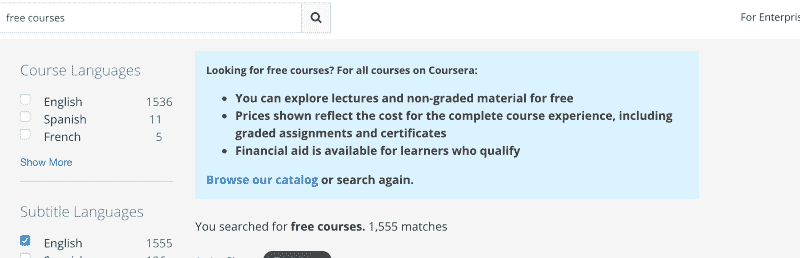 free courses
For Enterpris
Course Languages
English 1536
Spanish 11
French 5
Show More
Subtitle Languages
English 1555
Looking for free courses? For all courses on Coursera:
• You can explore lectures and non-graded material for free
• Prices shown reflect the cost for the complete course experience, including
graded assignments and certificates
• Financial aid is available for learners who qualify
Browse our catalog or search again.
You searched for free courses. 1,555 matches